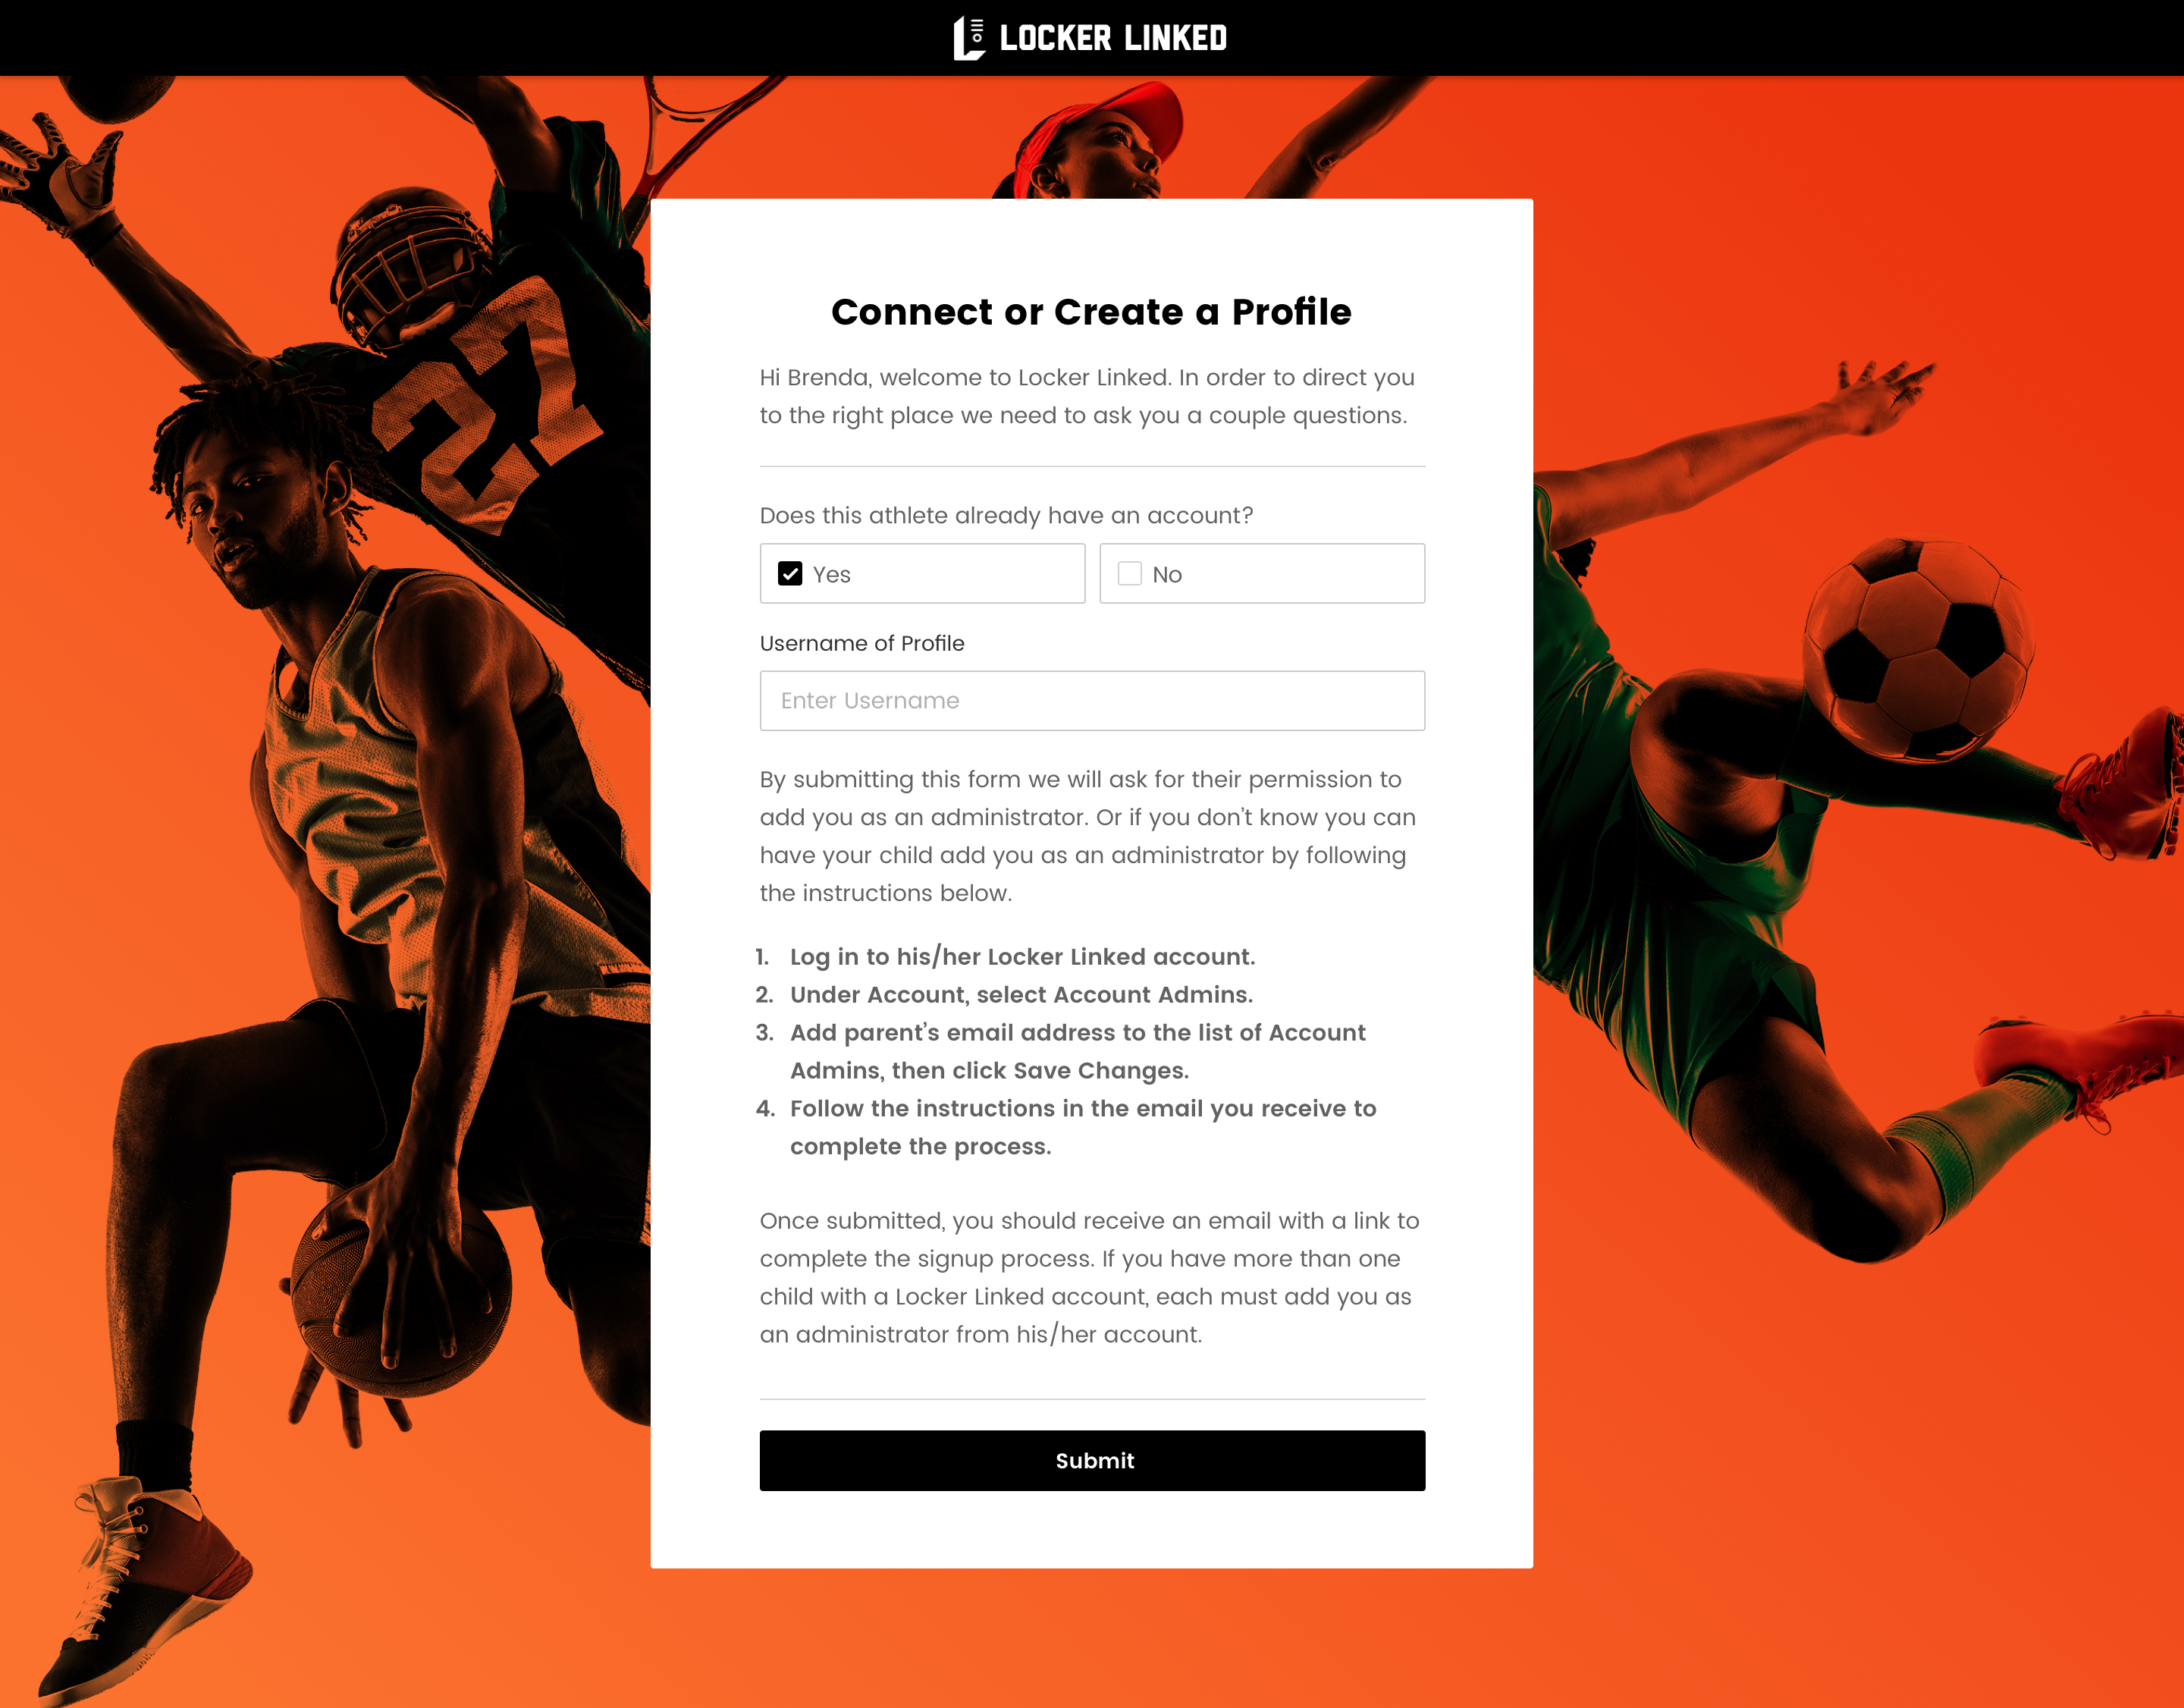 LOCKER LINKED
27
Connect or Create a Profile
Hi Brenda, welcome to Locker Linked. In order to direct you
to the right place we need to ask you a couple questions.
Does this athlete already have an account?
Yes
No
Username of Profile
Enter Username
By submitting this form we will ask for their permission to
add you as an administrator. Or if you don’t know you can
have your child add you as an administrator by following
the instructions below.
1. Log in to his/her Locker Linked account.
2. Under Account, select Account Admins.
3. Add parent’s email address to the list of Account
Admins, then click Save Changes.
4. Follow the instructions in the email you receive to
complete the process.
Once submitted, you should receive an email with a link to
complete the signup process. If you have more than one
child with a Locker Linked account, each must add you as
an administrator from his/her account.
Submit